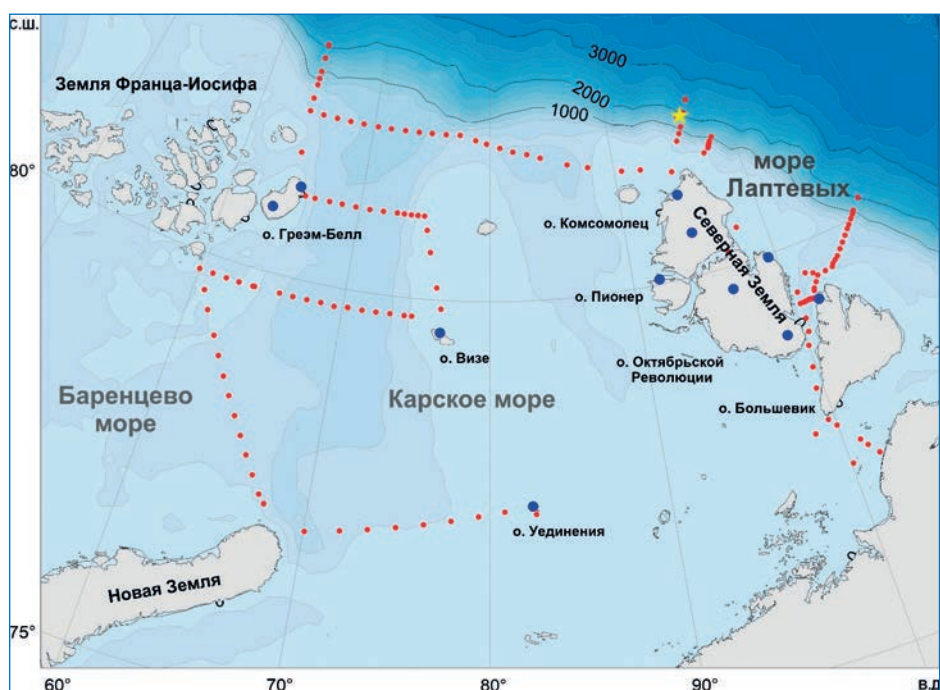 с.ш.
3000
Земля Франца-Иосифа
2000
1000
80°
море
Лаптевых
о. Комсомолец
о. Греэм-Белл
Северная Земля
о. Пионер
о. Визе
о. Октябрьской
Революции
Баренцево
море
Карское море
о. Большевик
о. Уединения
Новая Земля
75°
60°
70°
80°
90°
в.д.